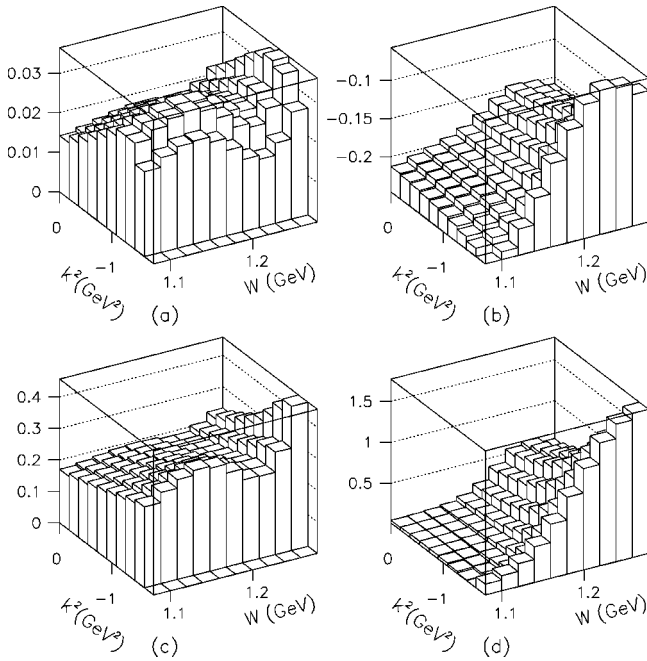 0.03
0.02
0.01
0
0
-1
k²(GeV²)
1.1
1.2
W (GeV)
(a)
-0.1
-0.15
-0.2
0
-1
k²(GeV²)
1.1
1.2
W (GeV)
(b)
0.4
0.3
0.2
0.1
0
0
-1
k²(GeV²)
1.1
1.2
W (GeV)
(c)
1.5
1
0.5
0
-1
k²(GeV²)
1.1
1.2
W (GeV)
(d)